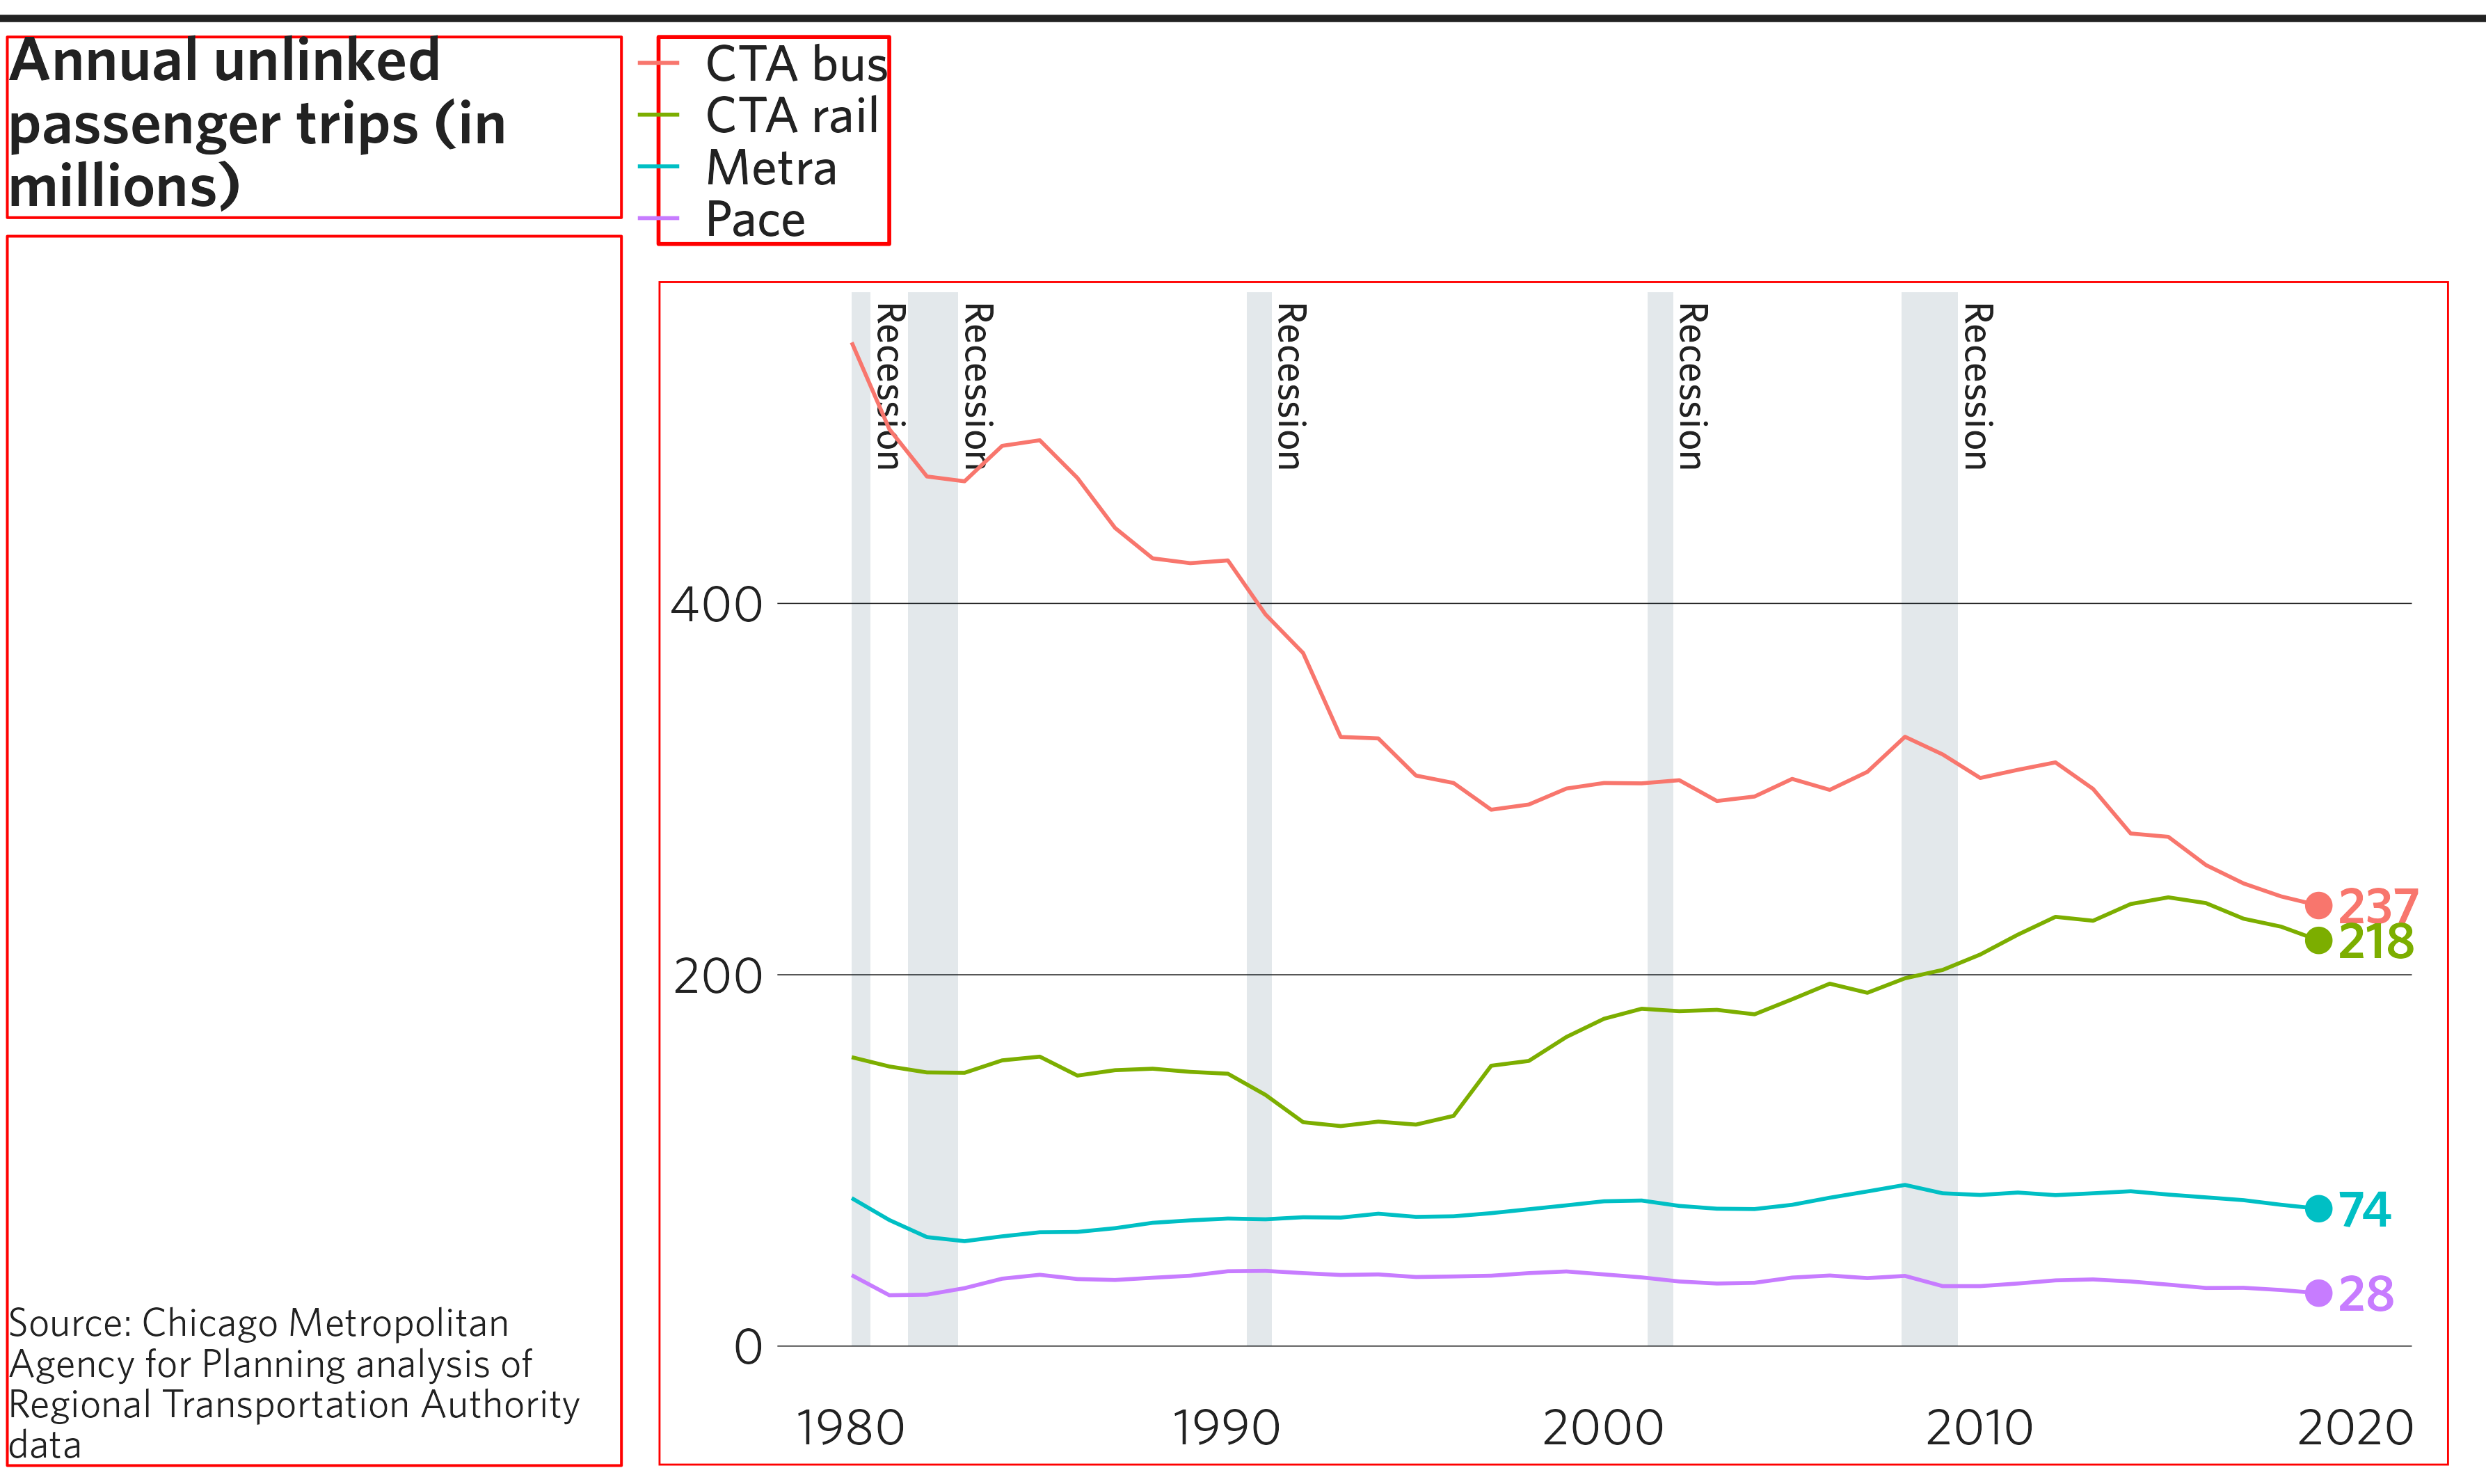 Annual unlinked
passenger trips (in
millions)
CTA bus
CTA rail
Metra
Pace
Recession
Recession
Recession
Recession
Recession
400
200
0
237
218
74
28
1980
1990
2000
2010
2020
Source: Chicago Metropolitan
Agency for Planning analysis of
Regional Transportation Authority
data